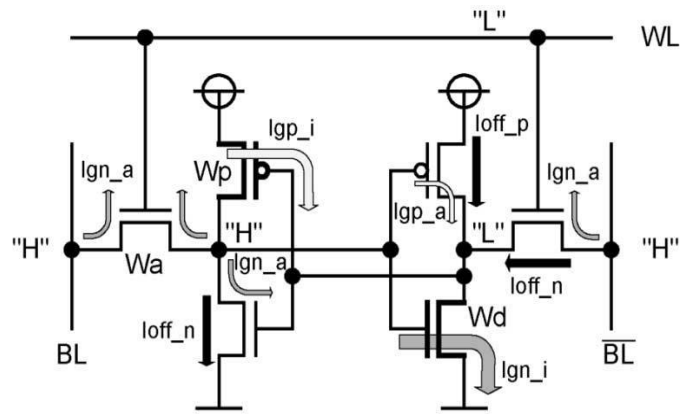 "L"
WL
Igp_i
Ioff_p
Ign_a
Wp
Ign_a
Igp_a
"H"
"H"
"L"
"H"
Wa
Ign_a
Ioff_n
Ioff_n
Wd
BL
BL
Ign_i